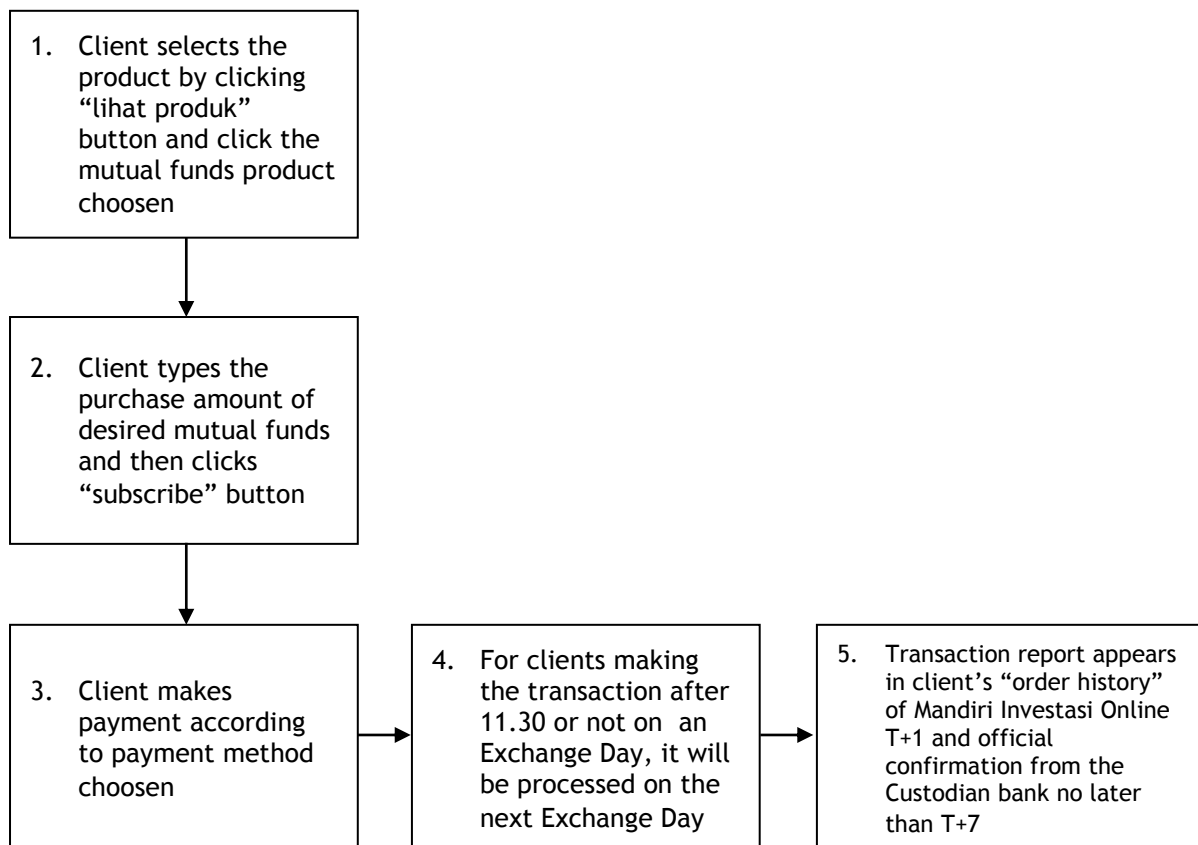 1. Client selects the
product by clicking
“lihat produk”
button and click the
mutual funds product
choosen
2. Client types the
purchase amount of
desired mutual funds
and then clicks
“subscribe” button
3. Client makes
payment according
to payment method
choosen
4. For clients making
the transaction after
11.30 or not on an
Exchange Day, it will
be processed on the
next Exchange Day
5. Transaction report appears
in client’s “order history”
of Mandiri Investasi Online
T+1 and official
confirmation from the
Custodian bank no later
than T+7